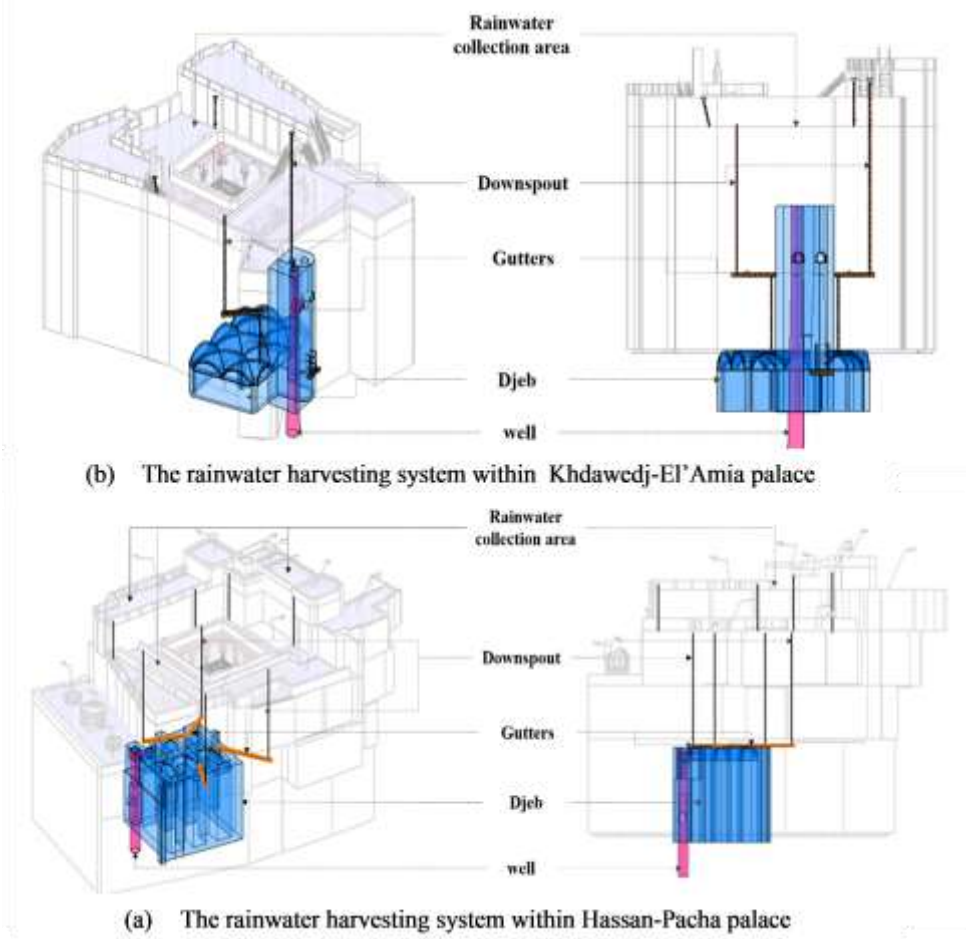 Rainwater
collection area
Downspout
Gutters
Djeb
well
(b) The rainwater harvesting system within Khdawedj-El’Amia palace
Rainwater
collection area
Downspout
Gutters
Djeb
well
(a) The rainwater harvesting system within Hassan-Pacha palace